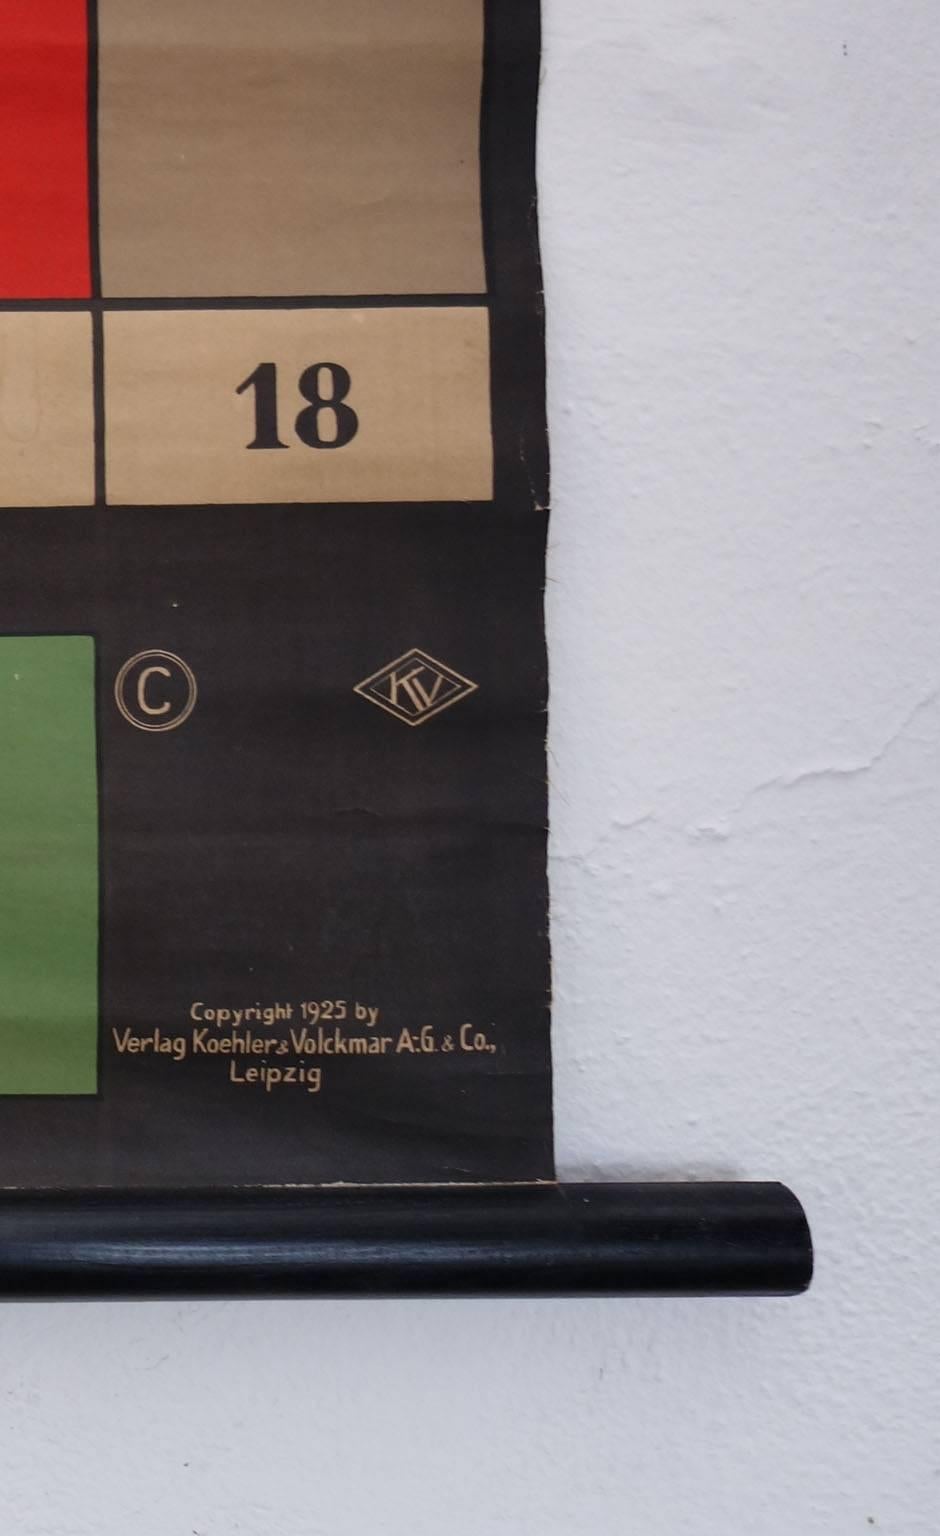 18
C
KV
Copyright 1925 by
Verlag Koehler & Volckmar A.-G. & Co.,
Leipzig